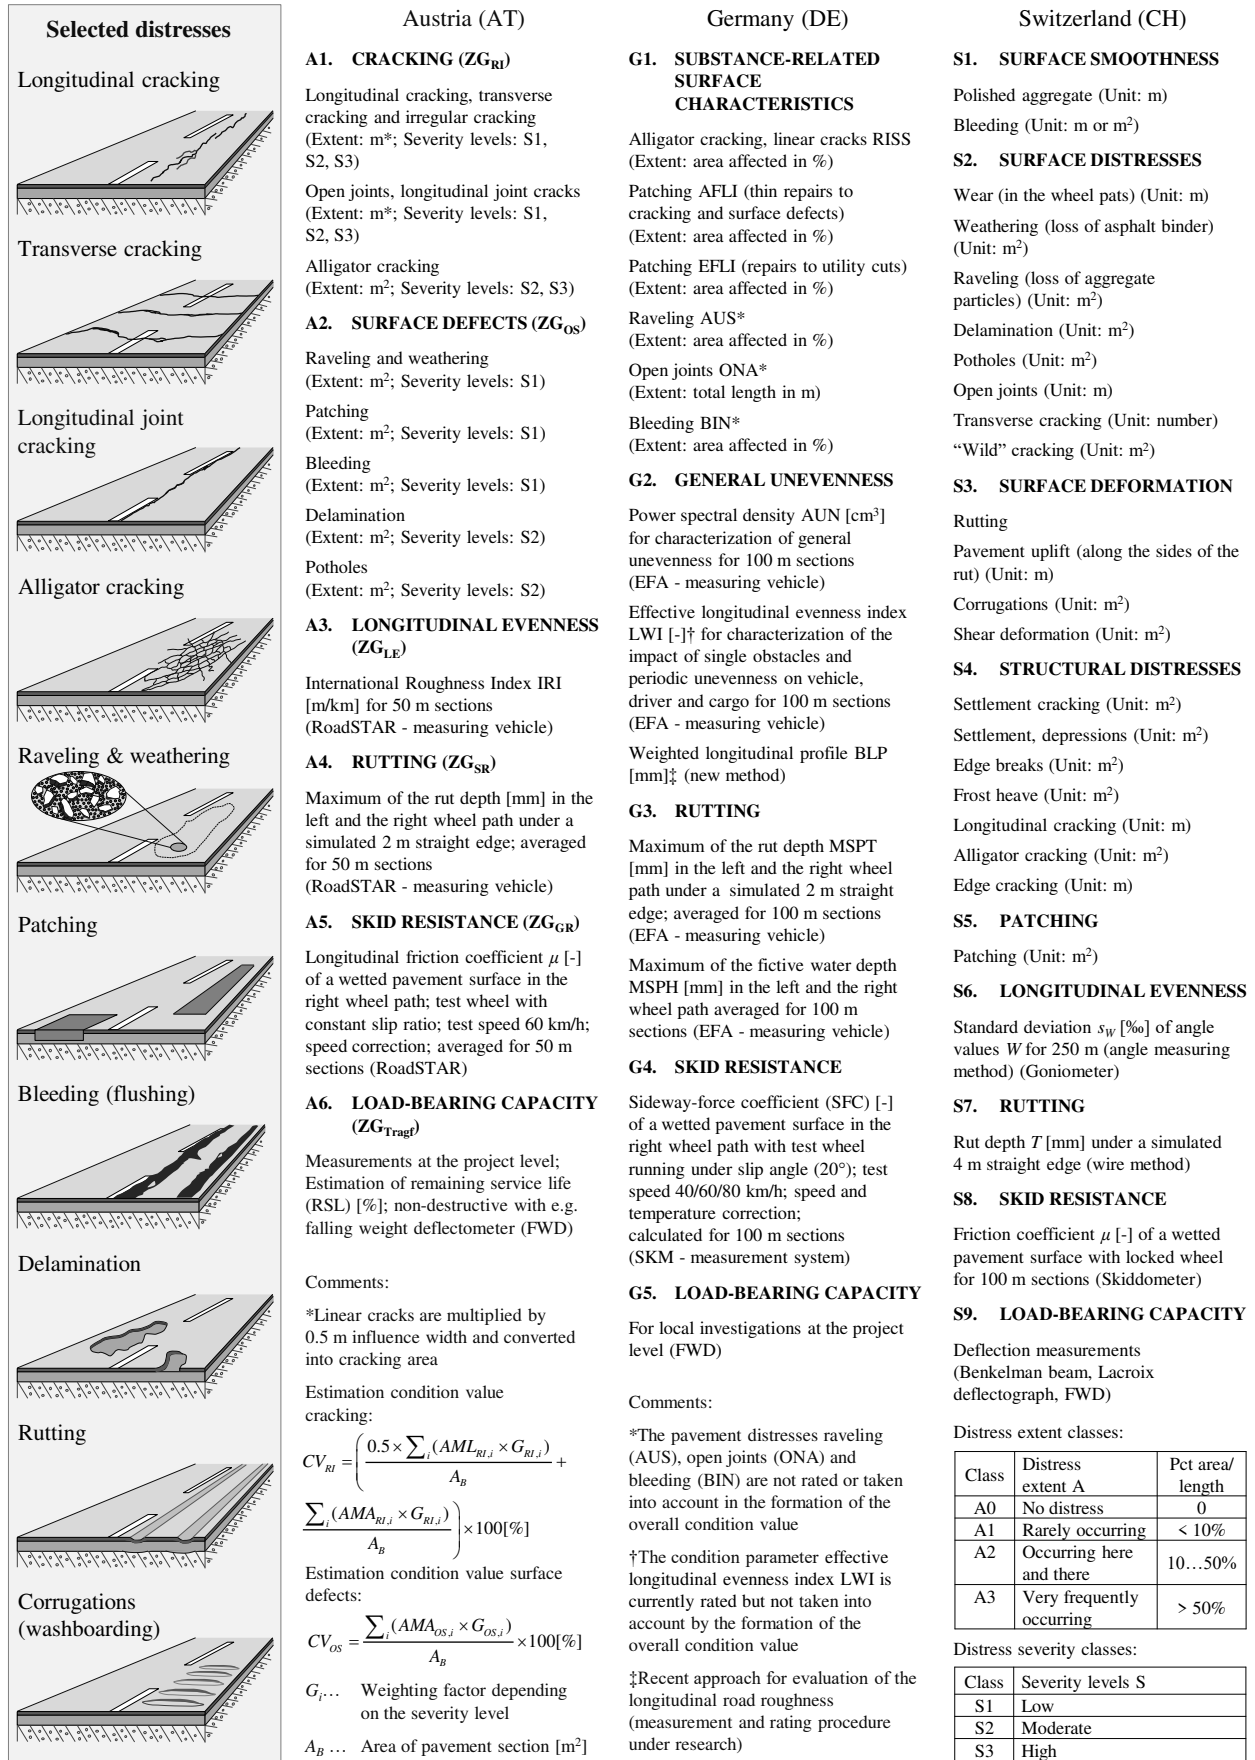 Selected distresses
Longitudinal cracking
Transverse cracking
Longitudinal joint
cracking
Alligator cracking
Raveling & weathering
Patching
Bleeding (flushing)
Delamination
Rutting
Corrugations
(washboarding)
Austria (AT)
A1. CRACKING (ZG_RI)
Longitudinal cracking, transverse
cracking and irregular cracking
(Extent: m*; Severity levels: S1,
S2, S3)
Open joints, longitudinal joint cracks
(Extent: m*; Severity levels: S1,
S2, S3)
Alligator cracking
(Extent: m²; Severity levels: S2, S3)
A2. SURFACE DEFECTS (ZG_OS)
Raveling and weathering
(Extent: m²; Severity levels: S1)
Patching
(Extent: m²; Severity levels: S1)
Bleeding
(Extent: m²; Severity levels: S1)
Delamination
(Extent: m²; Severity levels: S2)
Potholes
(Extent: m²; Severity levels: S2)
A3. LONGITUDINAL EVENNESS
(ZG_LE)
International Roughness Index IRI
[m/km] for 50 m sections
(RoadSTAR - measuring vehicle)
A4. RUTTING (ZG_SR)
Maximum of the rut depth [mm] in the
left and the right wheel path under a
simulated 2 m straight edge; averaged
for 50 m sections
(RoadSTAR - measuring vehicle)
A5. SKID RESISTANCE (ZG_GR)
Longitudinal friction coefficient μ [-]
of a wetted pavement surface in the
right wheel path; test wheel with
constant slip ratio; test speed 60 km/h;
speed correction; averaged for 50 m
sections (RoadSTAR)
A6. LOAD-BEARING CAPACITY
(ZG_Tragf)
Measurements at the project level;
Estimation of remaining service life
(RSL) [%]; non-destructive with e.g.
falling weight deflectometer (FWD)
Comments:
*Linear cracks are multiplied by
0.5 m influence width and converted
into cracking area
Estimation condition value
cracking:
CV_RI = ( 0.5 × ∑_i (AML_RI,i × G_RI,i) / A_B +
∑_i (AMA_RI,i × G_RI,i) / A_B ) × 100[%]
Estimation condition value surface
defects:
CV_OS = ∑_i (AMA_OS,i × G_OS,i) / A_B × 100[%]
G_i… Weighting factor depending
on the severity level
A_B … Area of pavement section [m²]
Germany (DE)
G1. SUBSTANCE-RELATED
SURFACE
CHARACTERISTICS
Alligator cracking, linear cracks RISS
(Extent: area affected in %)
Patching AFLI (thin repairs to
cracking and surface defects)
(Extent: area affected in %)
Patching EFLI (repairs to utility cuts)
(Extent: area affected in %)
Raveling AUS*
(Extent: area affected in %)
Open joints ONA*
(Extent: total length in m)
Bleeding BIN*
(Extent: area affected in %)
G2. GENERAL UNEVENNESS
Power spectral density AUN [cm³]
for characterization of general
unevenness for 100 m sections
(EFA - measuring vehicle)
Effective longitudinal evenness index
LWI [-]† for characterization of the
impact of single obstacles and
periodic unevenness on vehicle,
driver and cargo for 100 m sections
(EFA - measuring vehicle)
Weighted longitudinal profile BLP
[mm]‡ (new method)
G3. RUTTING
Maximum of the rut depth MSPT
[mm] in the left and the right wheel
path under a simulated 2 m straight
edge; averaged for 100 m sections
(EFA - measuring vehicle)
Maximum of the fictive water depth
MSPH [mm] in the left and the right
wheel path averaged for 100 m
sections (EFA - measuring vehicle)
G4. SKID RESISTANCE
Sideway-force coefficient (SFC) [-]
of a wetted pavement surface in the
right wheel path with test wheel
running under slip angle (20°); test
speed 40/60/80 km/h; speed and
temperature correction;
calculated for 100 m sections
(SKM - measurement system)
G5. LOAD-BEARING CAPACITY
For local investigations at the project
level (FWD)
Comments:
*The pavement distresses raveling
(AUS), open joints (ONA) and
bleeding (BIN) are not rated or taken
into account in the formation of the
overall condition value
†The condition parameter effective
longitudinal evenness index LWI is
currently rated but not taken into
account by the formation of the
overall condition value
‡Recent approach for evaluation of the
longitudinal road roughness
(measurement and rating procedure
under research)
Switzerland (CH)
S1. SURFACE SMOOTHNESS
Polished aggregate (Unit: m)
Bleeding (Unit: m or m²)
S2. SURFACE DISTRESSES
Wear (in the wheel pats) (Unit: m)
Weathering (loss of asphalt binder)
(Unit: m²)
Raveling (loss of aggregate
particles) (Unit: m²)
Delamination (Unit: m²)
Potholes (Unit: m²)
Open joints (Unit: m)
Transverse cracking (Unit: number)
“Wild” cracking (Unit: m²)
S3. SURFACE DEFORMATION
Rutting
Pavement uplift (along the sides of the
rut) (Unit: m)
Corrugations (Unit: m²)
Shear deformation (Unit: m²)
S4. STRUCTURAL DISTRESSES
Settlement cracking (Unit: m²)
Settlement, depressions (Unit: m²)
Edge breaks (Unit: m²)
Frost heave (Unit: m²)
Longitudinal cracking (Unit: m)
Alligator cracking (Unit: m²)
Edge cracking (Unit: m)
S5. PATCHING
Patching (Unit: m²)
S6. LONGITUDINAL EVENNESS
Standard deviation s_W [‰] of angle
values W for 250 m (angle measuring
method) (Goniometer)
S7. RUTTING
Rut depth T [mm] under a simulated
4 m straight edge (wire method)
S8. SKID RESISTANCE
Friction coefficient μ [-] of a wetted
pavement surface with locked wheel
for 100 m sections (Skiddometer)
S9. LOAD-BEARING CAPACITY
Deflection measurements
(Benkelman beam, Lacroix
deflectograph, FWD)
Distress extent classes:
Class Distress extent A Pct area/ length
A0 No distress 0
A1 Rarely occurring < 10%
A2 Occurring here and there 10…50%
A3 Very frequently occurring > 50%
Distress severity classes:
Class Severity levels S
S1 Low
S2 Moderate
S3 High